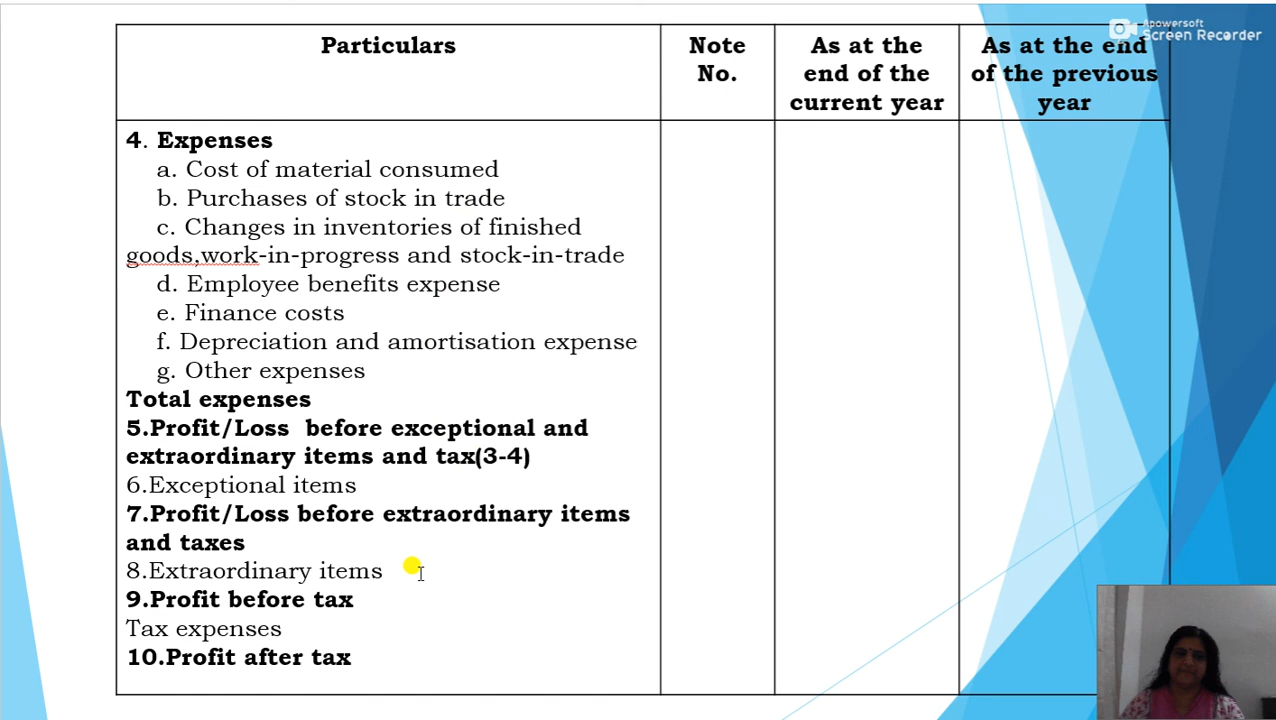 Apowersoft
Screen Recorder
Particulars
Note
No.
As at the
end of the
current year
As at the end
of the previous
year
4. Expenses
a. Cost of material consumed
b. Purchases of stock in trade
c. Changes in inventories of finished
goods,work-in-progress and stock-in-trade
d. Employee benefits expense
e. Finance costs
f. Depreciation and amortisation expense
g. Other expenses
Total expenses
5.Profit/Loss before exceptional and
extraordinary items and tax(3-4)
6.Exceptional items
7.Profit/Loss before extraordinary items
and taxes
8.Extraordinary items
9.Profit before tax
Tax expenses
10.Profit after tax